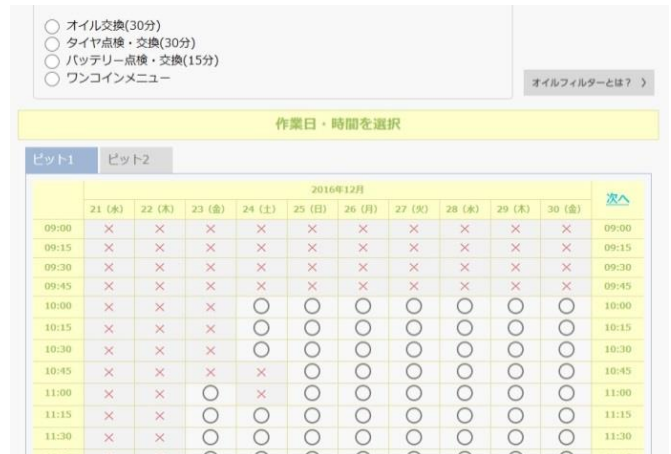 オイル交換(30分)
タイヤ点検・交換(30分)
バッテリー点検・交換(15分)
ワンコインメニュー
オイルフィルターとは? 〉
作業日・時間を選択
ピット1 ピット2
2016年12月
次へ
21 (水) 22 (木) 23 (金) 24 (土) 25 (日) 26 (月) 27 (火) 28 (水) 29 (木) 30 (金)
09:00 × × × × × × × × × × 09:00
09:15 × × × × × × × × × × 09:15
09:30 × × × × × × × × × × 09:30
09:45 × × × × × × × × × × 09:45
10:00 × × × ○ ○ ○ ○ ○ ○ ○ 10:00
10:15 × × × ○ ○ ○ ○ ○ ○ ○ 10:15
10:30 × × × ○ ○ ○ ○ ○ ○ ○ 10:30
10:45 × × × × ○ ○ ○ ○ ○ ○ 10:45
11:00 × × ○ × ○ ○ ○ ○ ○ ○ 11:00
11:15 × × ○ ○ ○ ○ ○ ○ ○ ○ 11:15
11:30 × × ○ ○ ○ ○ ○ ○ ○ ○ 11:30